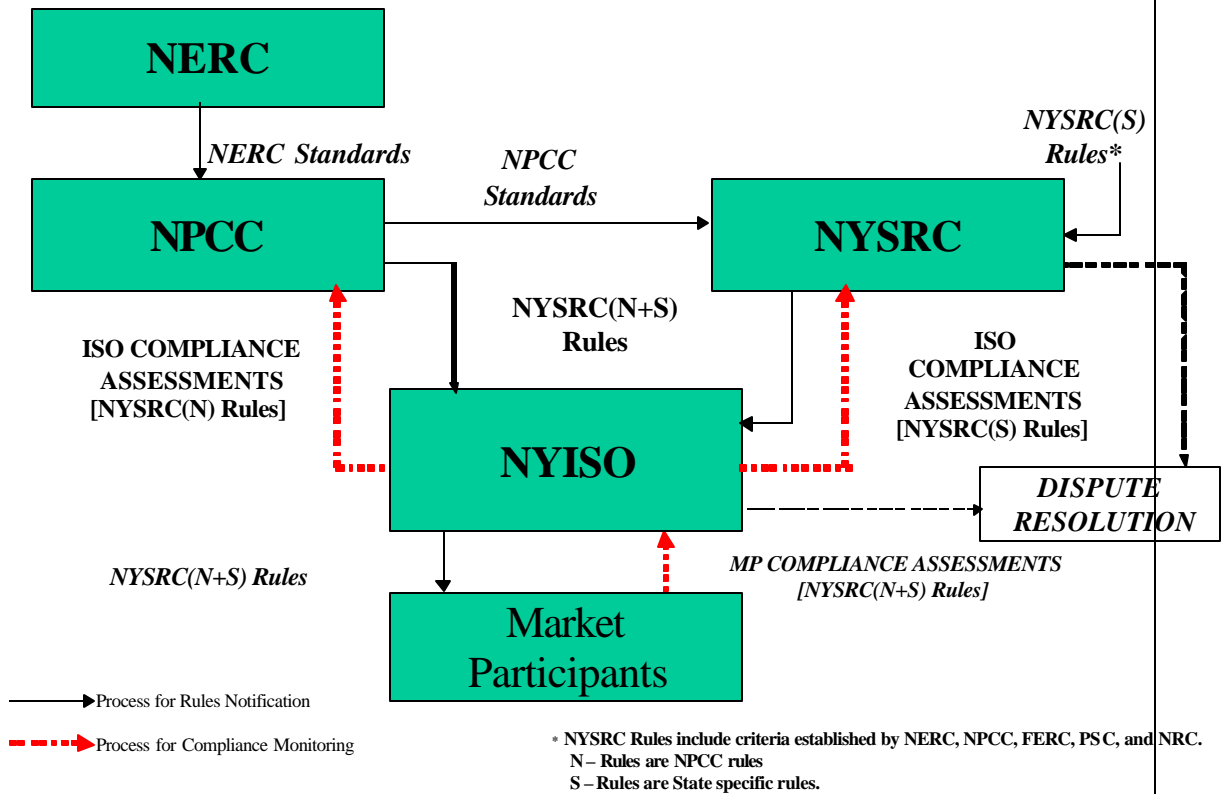 NERC
NERC Standards
NPCC
Standards
NYSRC(S)
Rules*
NPCC
NYSRC
NYSRC(N+S)
Rules
ISO COMPLIANCE
ASSESSMENTS
[NYSRC(N) Rules]
ISO
COMPLIANCE
ASSESSMENTS
[NYSRC(S) Rules]
NYISO
DISPUTE
RESOLUTION
NYSRC(N+S) Rules
MP COMPLIANCE ASSESSMENTS
[NYSRC(N+S) Rules]
Market
Participants
Process for Rules Notification
Process for Compliance Monitoring
* NYSRC Rules include criteria established by NERC, NPCC, FERC, PSC, and NRC.
N – Rules are NPCC rules
S – Rules are State specific rules.